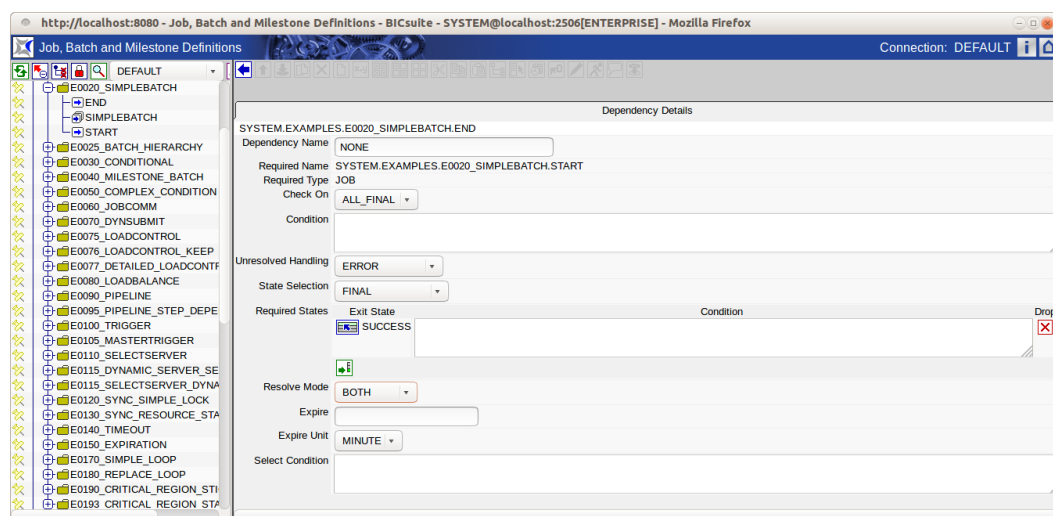 http://localhost:8080 - Job, Batch and Milestone Definitions - BICsuite - SYSTEM@localhost:2506[ENTERPRISE] - Mozilla Firefox
Job, Batch and Milestone Definitions
Connection: DEFAULT
DEFAULT
E0020_SIMPLEBATCH
END
SIMPLEBATCH
START
E0025_BATCH_HIERARCHY
E0030_CONDITIONAL
E0040_MILESTONE_BATCH
E0050_COMPLEX_CONDITION
E0060_JOBCOMM
E0070_DYNSUBMIT
E0075_LOADCONTROL
E0076_LOADCONTROL_KEEP
E0077_DETAILED_LOADCONTR
E0080_LOADBALANCE
E0090_PIPELINE
E0095_PIPELINE_STEP_DEPE
E0100_TRIGGER
E0105_MASTERTRIGGER
E0110_SELECTSERVER
E0115_DYNAMIC_SERVER_SE
E0115_SELECTSERVER_DYNA
E0120_SYNC_SIMPLE_LOCK
E0130_SYNC_RESOURCE_STA
E0140_TIMEOUT
E0150_EXPIRATION
E0170_SIMPLE_LOOP
E0180_REPLACE_LOOP
E0190_CRITICAL_REGION_STI
E0193_CRITICAL_REGION_STA
Dependency Details
SYSTEM.EXAMPLES.E0020_SIMPLEBATCH.END
Dependency Name NONE
Required Name SYSTEM.EXAMPLES.E0020_SIMPLEBATCH.START
Required Type JOB
Check On ALL_FINAL
Condition
Unresolved Handling ERROR
State Selection FINAL
Required States Exit State Condition Drop
SUCCESS
Resolve Mode BOTH
Expire
Expire Unit MINUTE
Select Condition